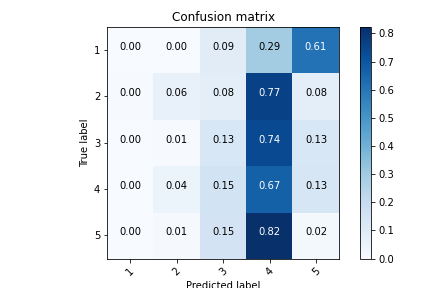 Confusion matrix
1 0.00 0.00 0.09 0.29 0.61
2 0.00 0.06 0.08 0.77 0.08
3 0.00 0.01 0.13 0.74 0.13
4 0.00 0.04 0.15 0.67 0.13
5 0.00 0.01 0.15 0.82 0.02
True label
1 2 3 4 5
Predicted label
0.8
0.7
0.6
0.5
0.4
0.3
0.2
0.1
0.0